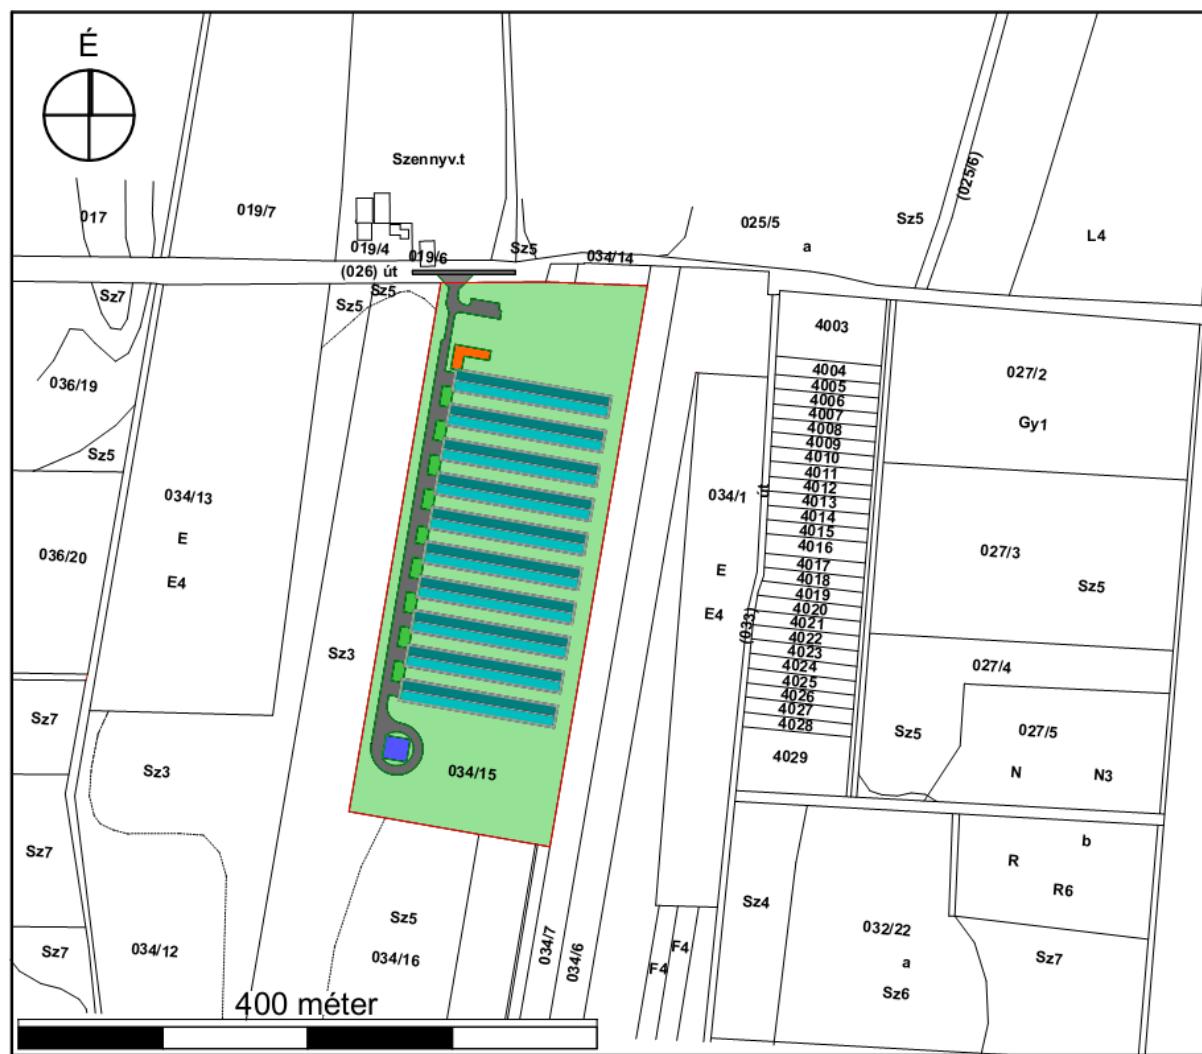 É
Szennyv.t
(025/6)
017
019/7
025/5
Sz5
a
L4
019/4
019/6
Sz5
034/14
(026) út
Sz7
Sz5
Sz5
4003
036/19
4004
4005
4006
4007
4008
4009
4010
4011
4012
4013
4014
4015
4016
4017
4018
4019
4020
4021
4022
4023
4024
4025
4026
4027
4028
4029
027/2
Gy1
Sz5
034/13
E
E4
036/20
034/1
út
E
E4
(033)
027/3
Sz5
Sz3
027/4
Sz7
Sz5
027/5
N
N3
Sz3
034/15
b
R
R6
Sz7
Sz4
Sz5
032/22
a
Sz6
Sz7
Sz7
034/12
034/16
034/7
034/6
F4
F4
400 méter